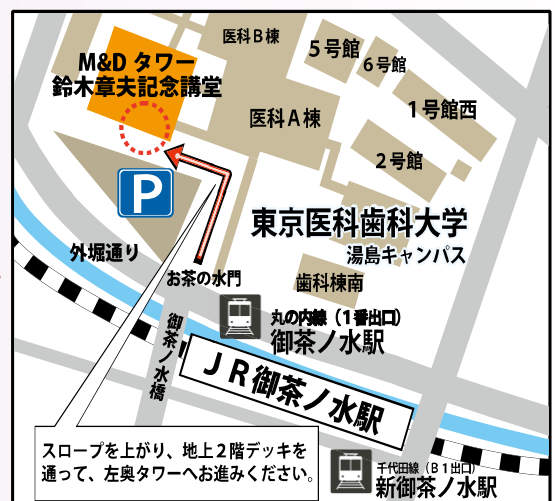 医科B棟
5号館
6号館
M&D タワー
鈴木章夫記念講堂
1号館西
医科A棟
2号館
P
東京医科歯科大学
湯島キャンパス
外堀通り
お茶の水門
歯科棟南
丸の内線（1番出口）
御茶ノ水駅
御茶ノ水橋
JR御茶ノ水駅
スロープを上がり、地上2階デッキを
通って、左奥タワーへお進みください。
千代田線（B1出口）
新御茶ノ水駅